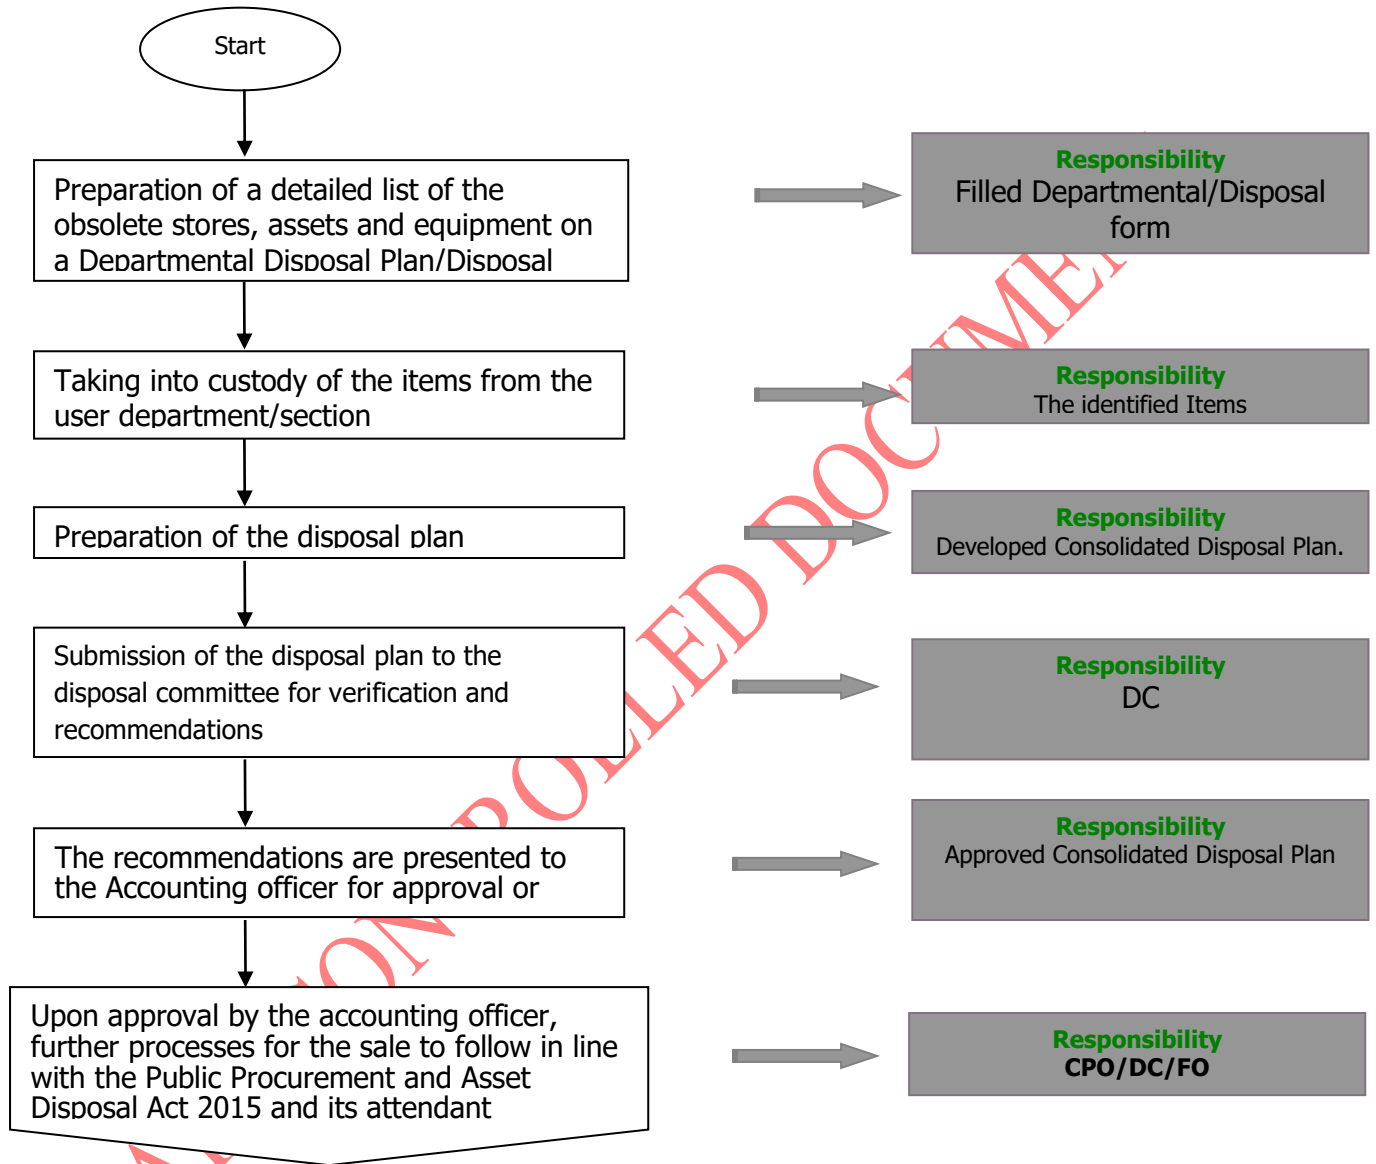 Start
Preparation of a detailed list of the
obsolete stores, assets and equipment on
a Departmental Disposal Plan/Disposal
Responsibility
Filled Departmental/Disposal
form
Taking into custody of the items from the
user department/section
Responsibility
The identified Items
Preparation of the disposal plan
Responsibility
Developed Consolidated Disposal Plan.
Submission of the disposal plan to the
disposal committee for verification and
recommendations
Responsibility
DC
The recommendations are presented to
the Accounting officer for approval or
Responsibility
Approved Consolidated Disposal Plan
Upon approval by the accounting officer,
further processes for the sale to follow in line
with the Public Procurement and Asset
Disposal Act 2015 and its attendant
Responsibility
CPO/DC/FO